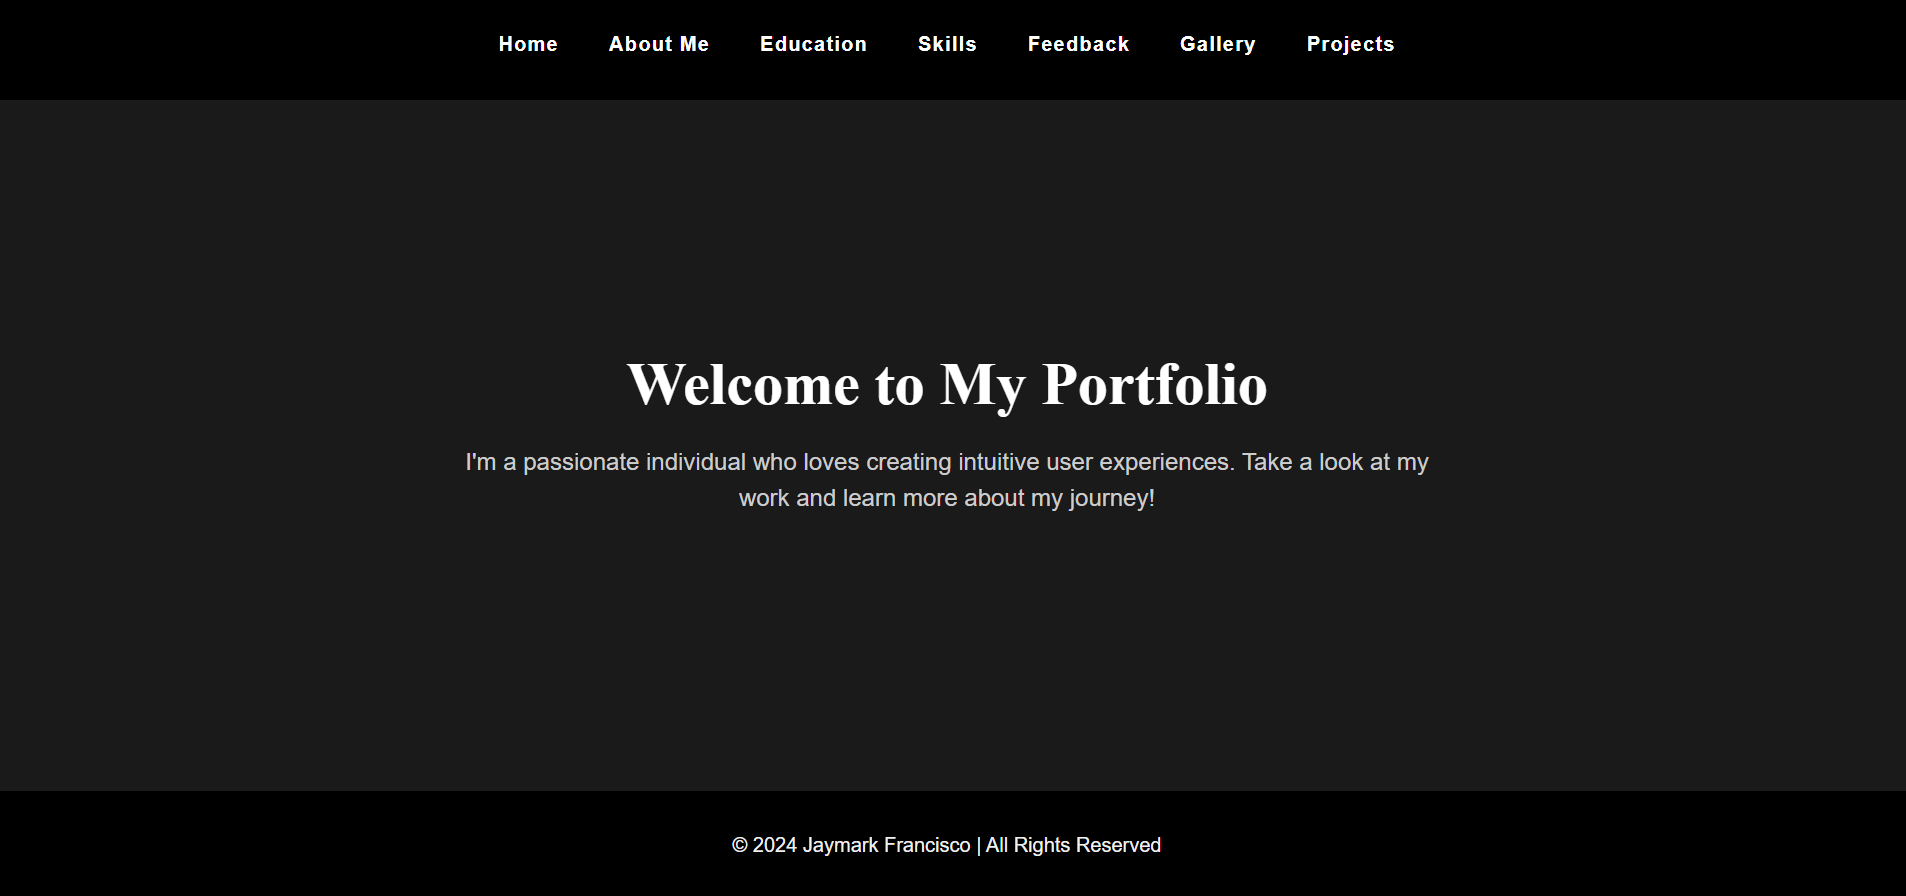 Home About Me Education Skills Feedback Gallery Projects
Welcome to My Portfolio
I'm a passionate individual who loves creating intuitive user experiences. Take a look at my
work and learn more about my journey!
© 2024 Jaymark Francisco | All Rights Reserved